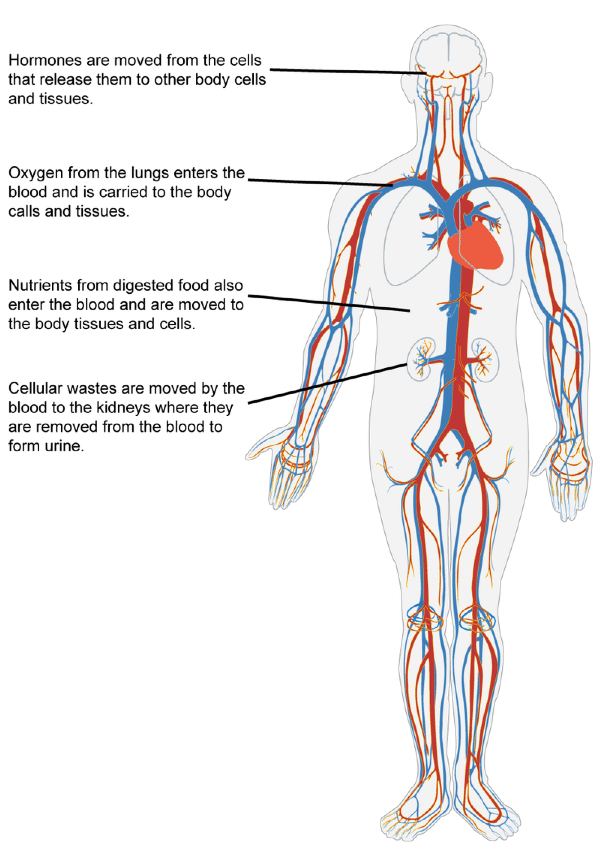 Hormones are moved from the cells
that release them to other body cells
and tissues.
Oxygen from the lungs enters the
blood and is carried to the body
calls and tissues.
Nutrients from digested food also
enter the blood and are moved to
the body tissues and cells.
Cellular wastes are moved by the
blood to the kidneys where they
are removed from the blood to
form urine.